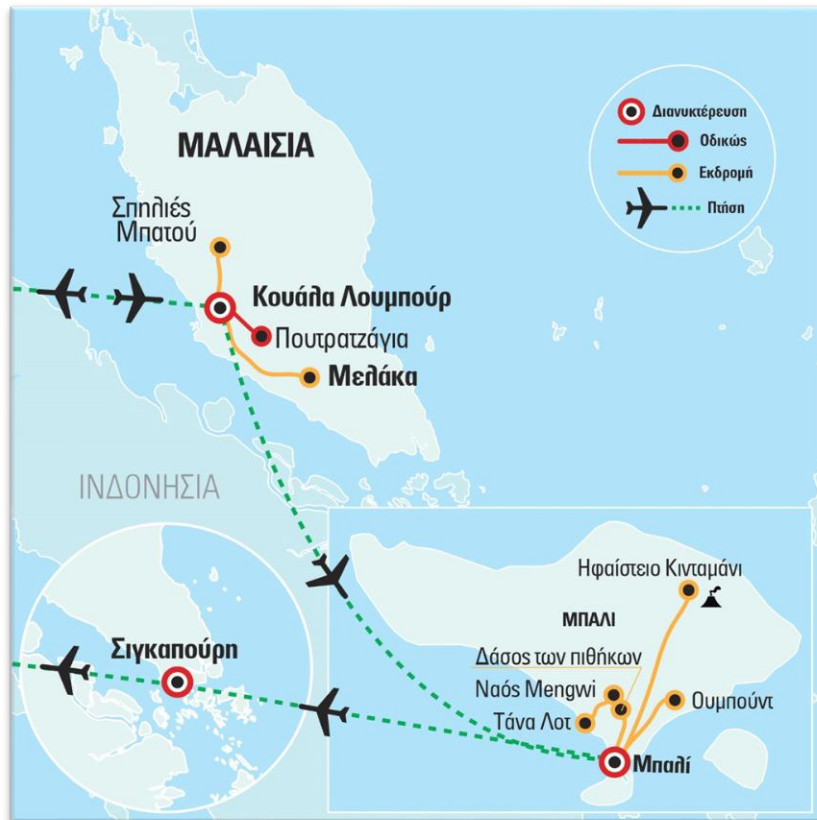 Διανυκτέρευση
Οδικώς
Εκδρομή
Πτήση
ΜΑΛΑΙΣΙΑ
Σπηλιές
Μπατού
Κουάλα Λουμπούρ
Πουτρατζάγια
Μελάκα
ΙΝΔΟΝΗΣΙΑ
Σιγκαπούρη
Ηφαίστειο Κινταμάνι
ΜΠΑΛΙ
Δάσος των πιθήκων
Ναός Mengwi
Τάνα Λοτ
Ουμπούντ
Μπαλί